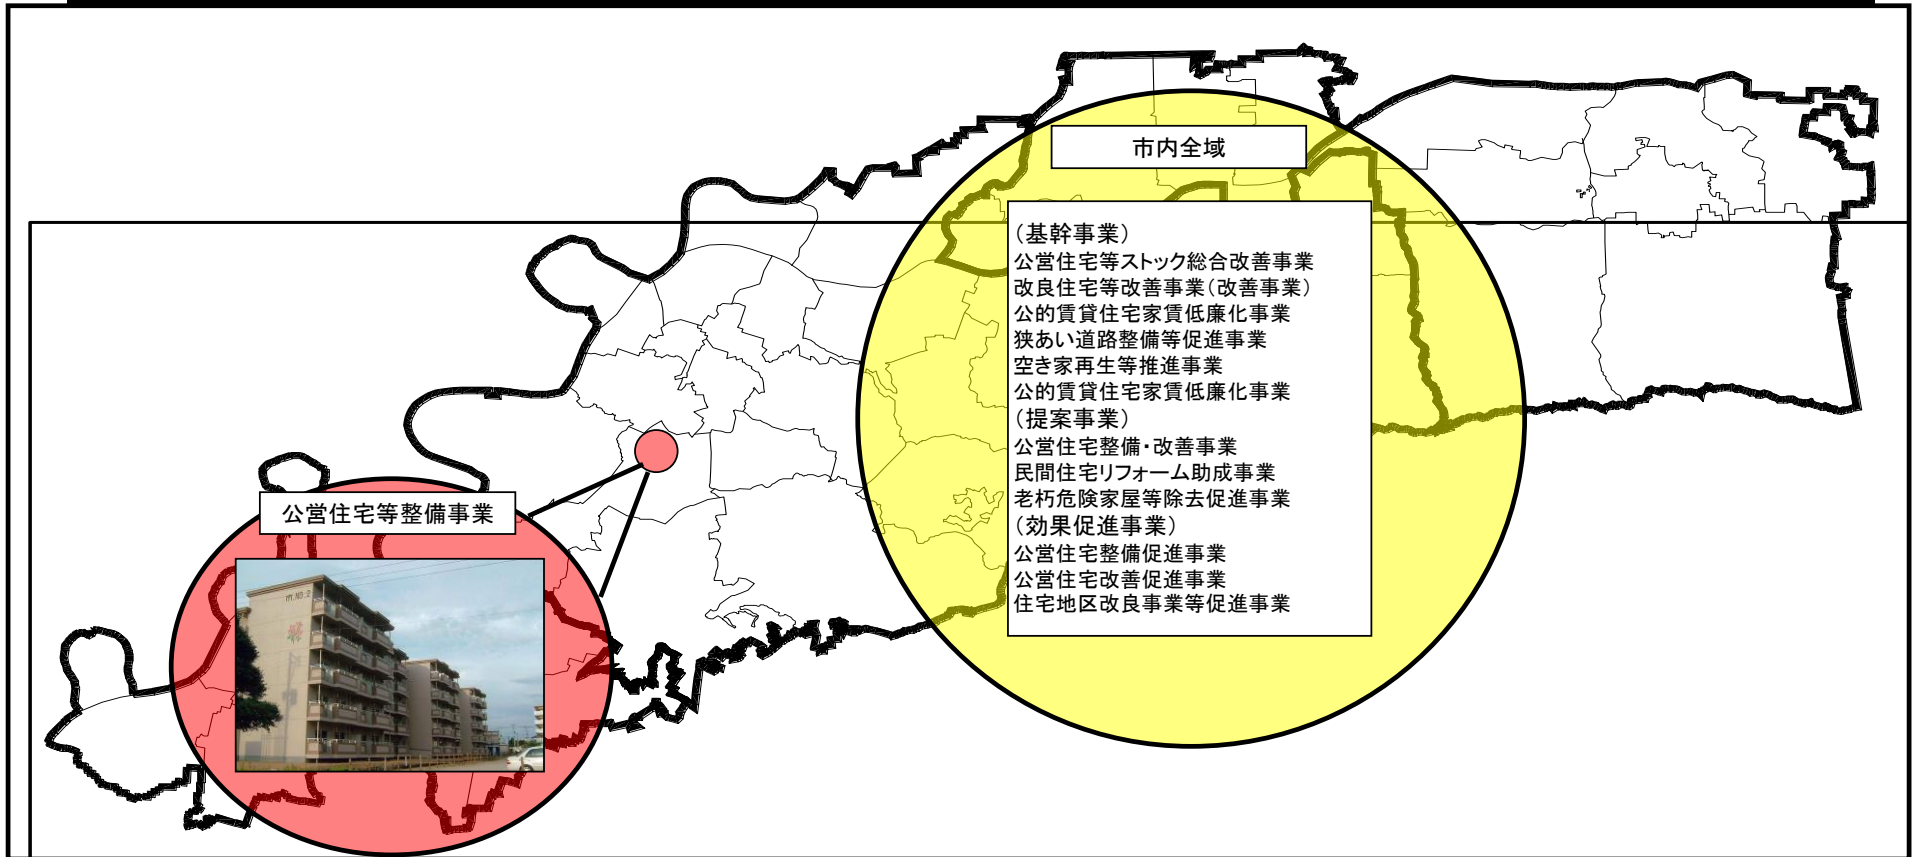 市内全域
(基幹事業)
公営住宅等ストック総合改善事業
改良住宅等改善事業(改善事業)
公的賃貸住宅家賃低廉化事業
狭あい道路整備等促進事業
空き家再生等推進事業
公的賃貸住宅家賃低廉化事業
(提案事業)
公営住宅整備・改善事業
民間住宅リフォーム助成事業
老朽危険家屋等除去促進事業
(効果促進事業)
公営住宅整備促進事業
公営住宅改善促進事業
住宅地区改良事業等促進事業
公営住宅等整備事業